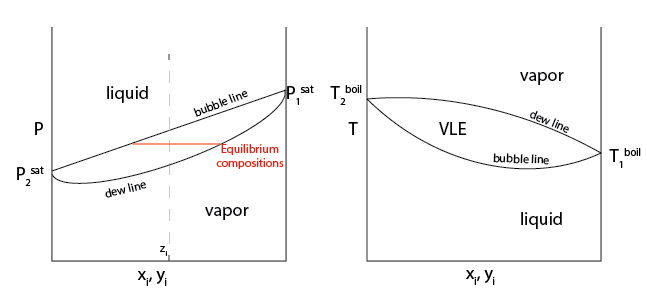 liquid
bubble line
P₁ˢᵃᵗ
P
Equilibrium
compositions
P₂ˢᵃᵗ
dew line
vapor
zᵢ
xᵢ, yᵢ
vapor
T₂ᵇᵒⁱˡ
dew line
T
VLE
bubble line
T₁ᵇᵒⁱˡ
liquid
xᵢ, yᵢ